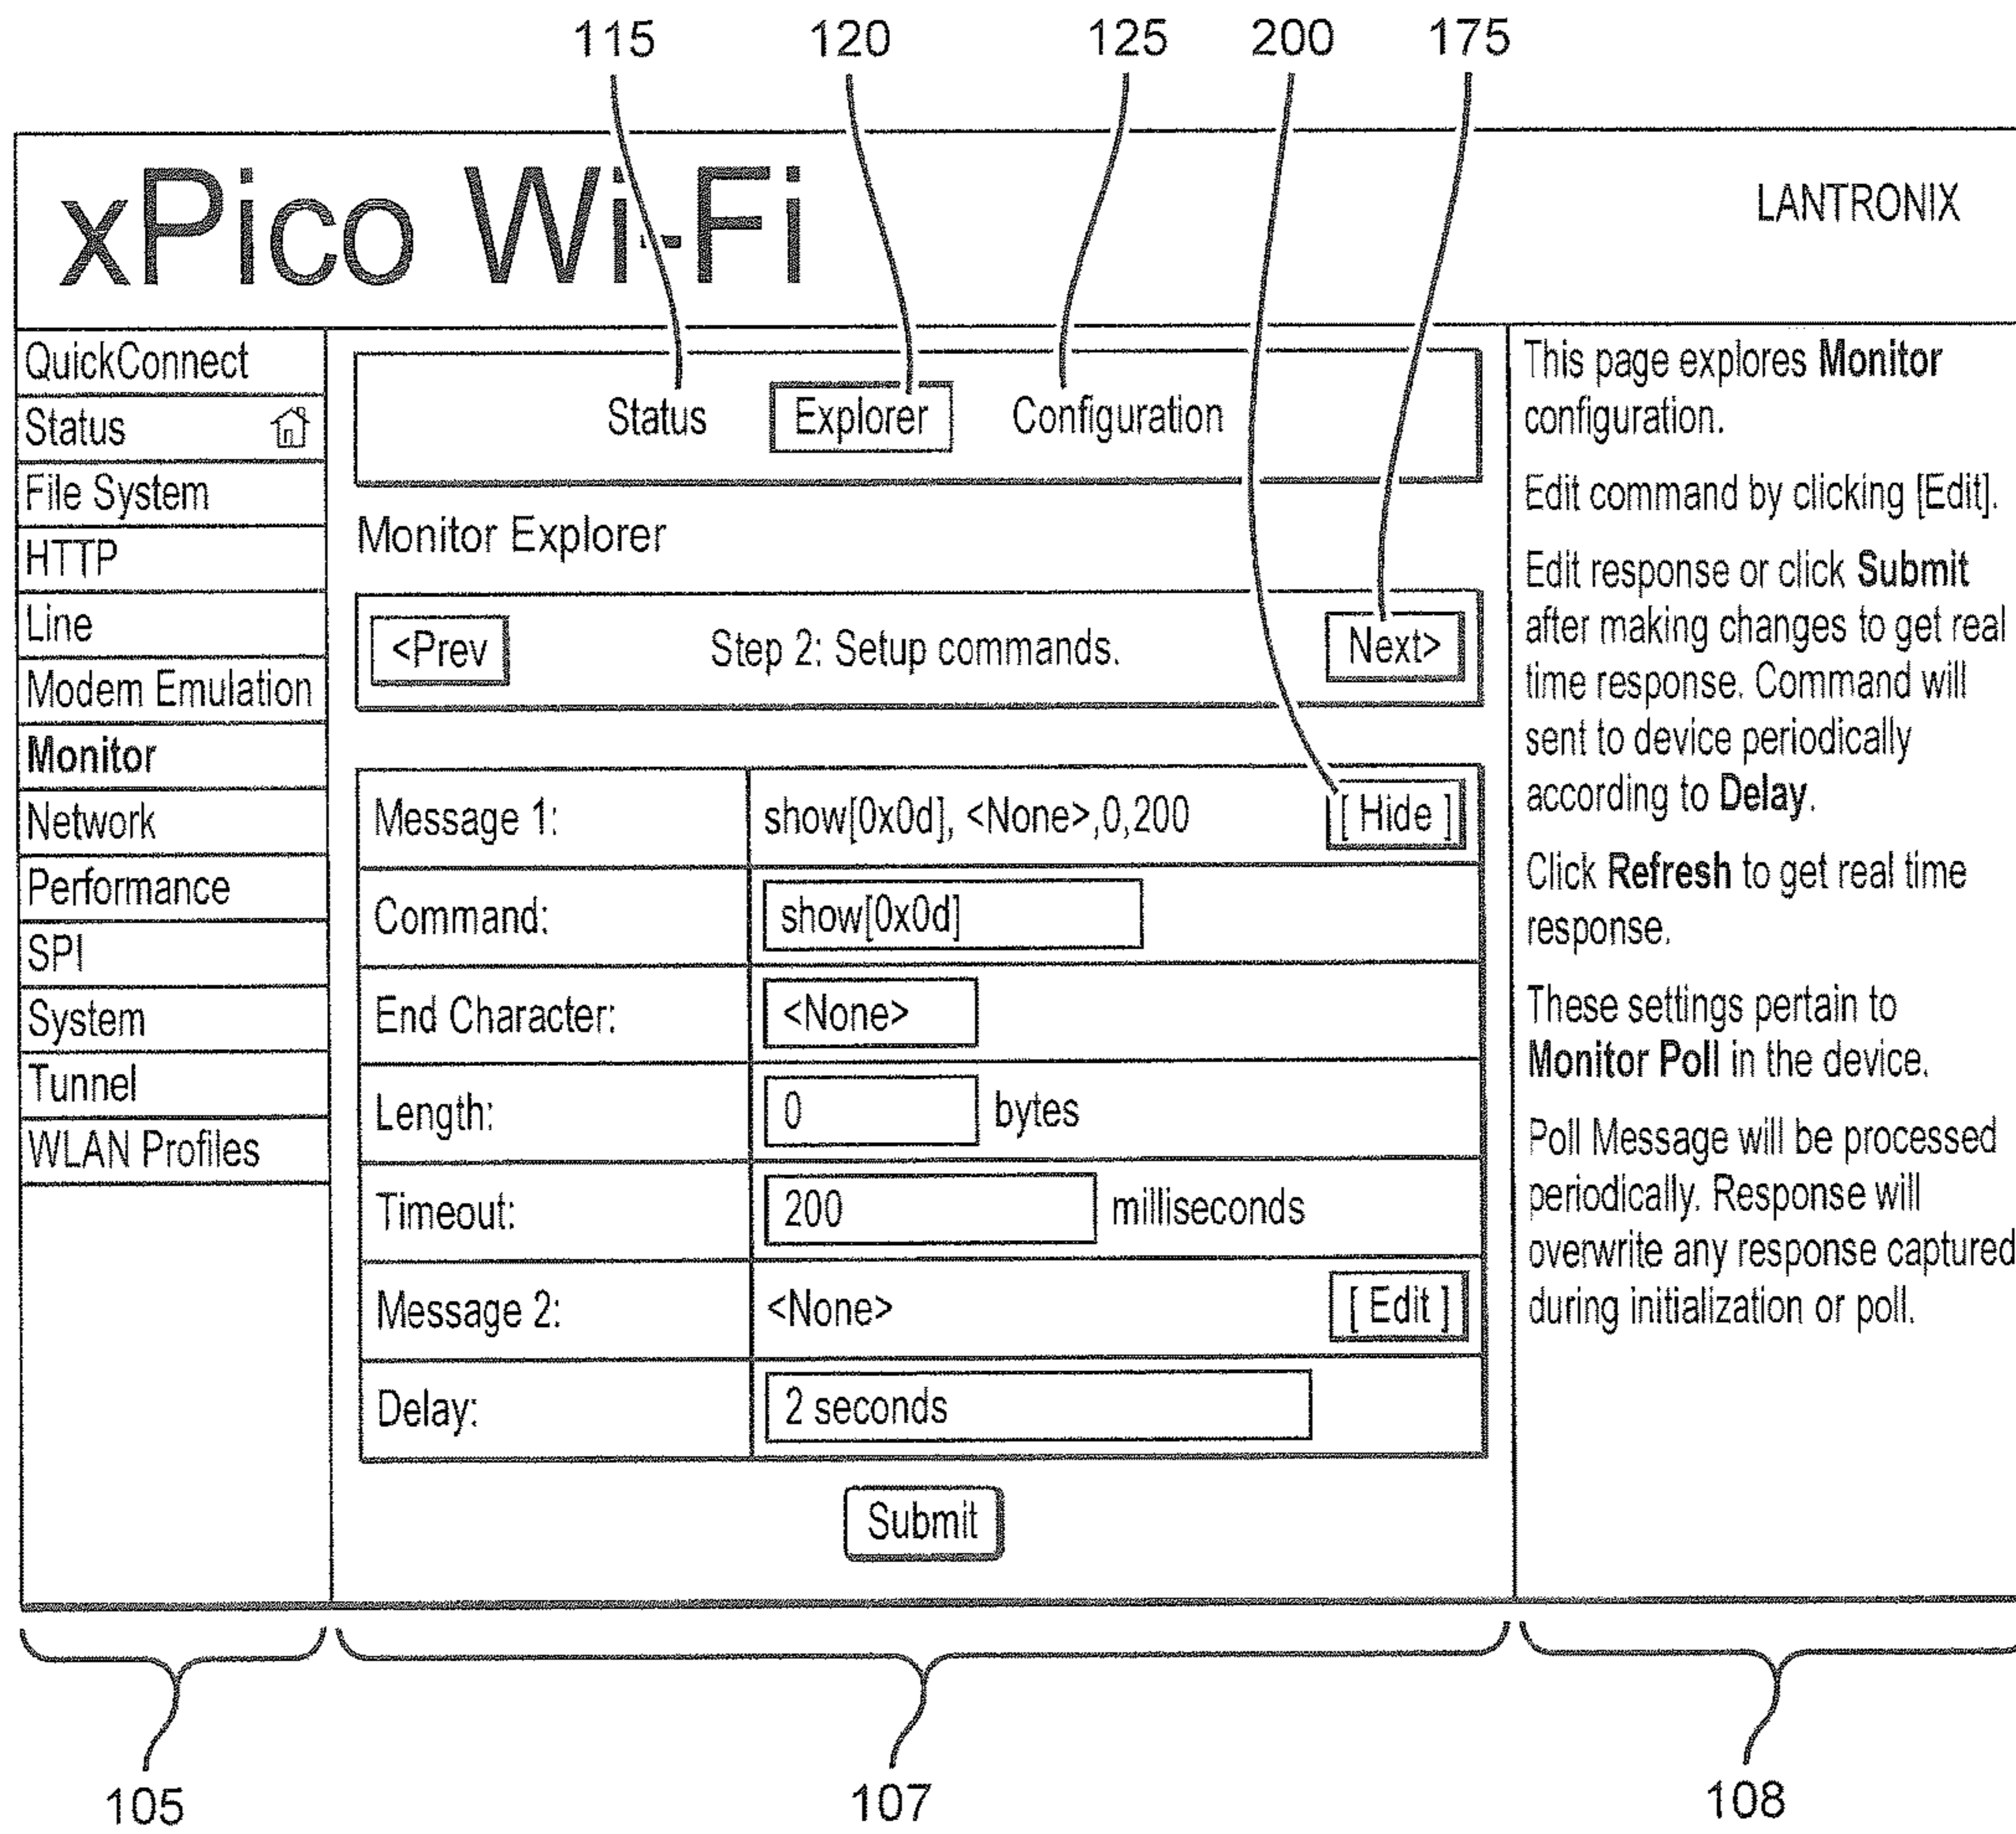 115 120 125 200 175
xPico Wi-Fi
LANTRONIX
QuickConnect
Status
File System
HTTP
Line
Modem Emulation
Monitor
Network
Performance
SPI
System
Tunnel
WLAN Profiles
Status Explorer Configuration
Monitor Explorer
<Prev Step 2: Setup commands. Next>
Message 1: show[0x0d], <None>,0,200 [ Hide ]
Command: show[0x0d]
End Character: <None>
Length: 0 bytes
Timeout: 200 milliseconds
Message 2: <None> [ Edit ]
Delay: 2 seconds
Submit
This page explores Monitor
configuration.
Edit command by clicking [Edit].
Edit response or click Submit
after making changes to get real
time response. Command will
sent to device periodically
according to Delay.
Click Refresh to get real time
response.
These settings pertain to
Monitor Poll in the device.
Poll Message will be processed
periodically. Response will
overwrite any response captured
during initialization or poll.
105 107 108